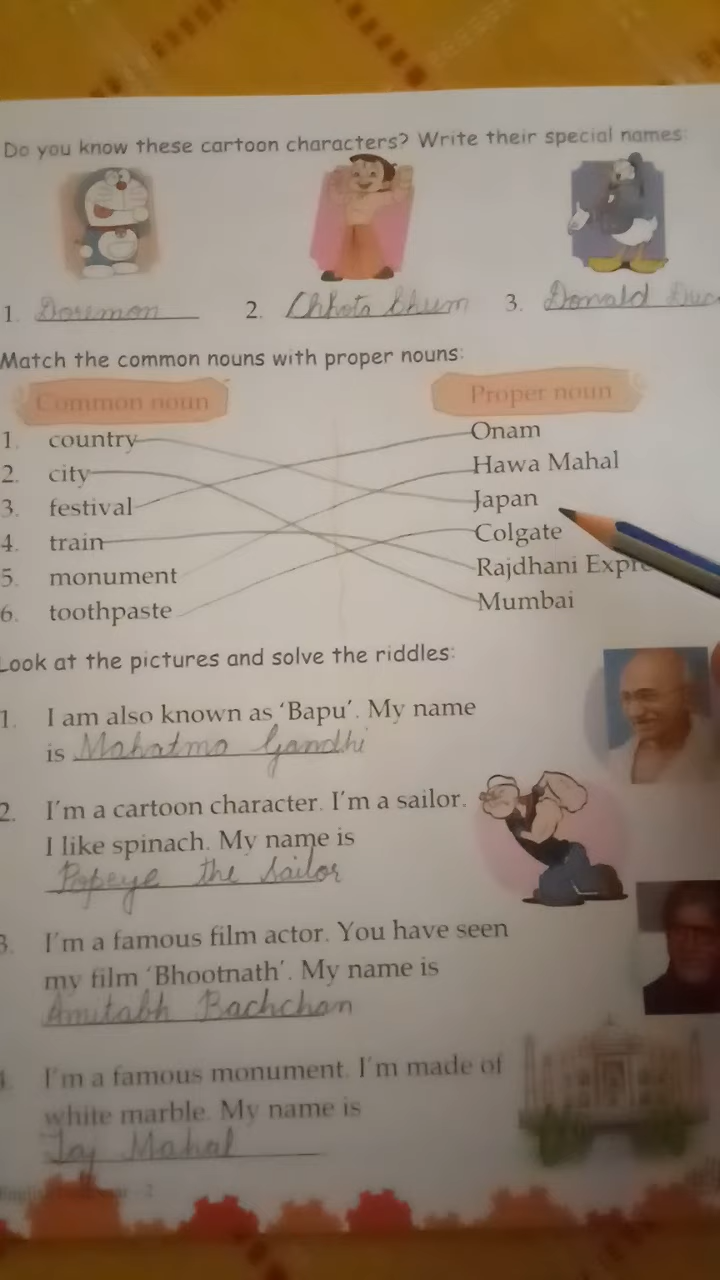 Do you know these cartoon characters? Write their special names:
1. Doremon 2. Chhota bhum 3. Donald Duc
Match the common nouns with proper nouns:
Common noun Proper noun
1. country Onam
2. city Hawa Mahal
3. festival Japan
4. train Colgate
5. monument Rajdhani Expre
6. toothpaste Mumbai
Look at the pictures and solve the riddles:
1. I am also known as ‘Bapu’. My name
is Mahatma Gandhi
2. I'm a cartoon character. I'm a sailor.
I like spinach. My name is
Popeye the Sailor
3. I'm a famous film actor. You have seen
my film ‘Bhootnath’. My name is
Amitabh Bachchan
I'm a famous monument. I'm made of
white marble. My name is
Taj Mahal